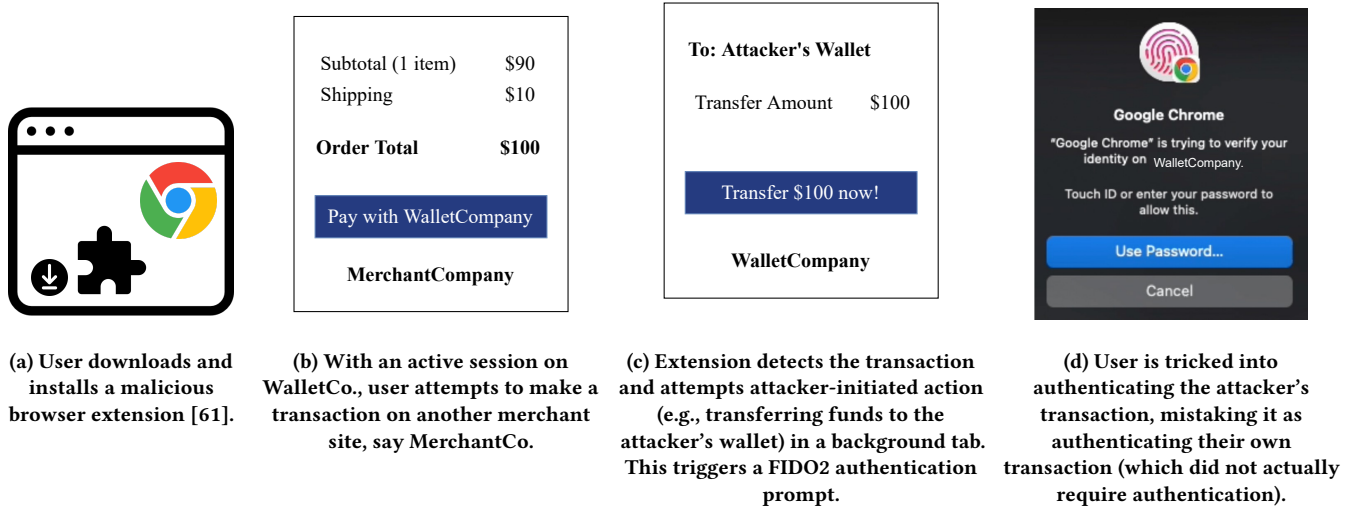 Subtotal (1 item) $90
Shipping $10
Order Total $100
Pay with WalletCompany
MerchantCompany
To: Attacker's Wallet
Transfer Amount $100
Transfer $100 now!
WalletCompany
Google Chrome
"Google Chrome" is trying to verify your
identity on WalletCompany.
Touch ID or enter your password to
allow this.
Use Password...
Cancel
(a) User downloads and
installs a malicious
browser extension [61].
(b) With an active session on
WalletCo., user attempts to make a
transaction on another merchant
site, say MerchantCo.
(c) Extension detects the transaction
and attempts attacker-initiated action
(e.g., transferring funds to the
attacker's wallet) in a background tab.
This triggers a FIDO2 authentication
prompt.
(d) User is tricked into
authenticating the attacker's
transaction, mistaking it as
authenticating their own
transaction (which did not actually
require authentication).